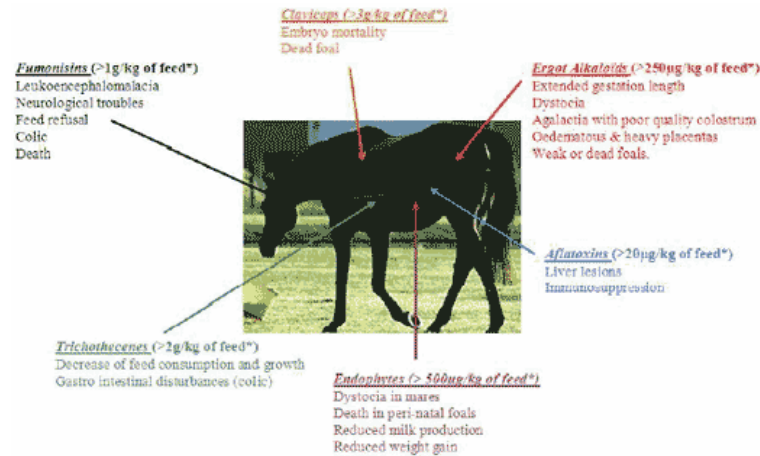 Claviceps (>3g/kg of feed*)
Embryo mortality
Dead foal
Fumonisins (>1g/kg of feed*)
Leukoencephalomalacia
Neurological troubles
Feed refusal
Colic
Death
Ergot Alkaloïds (>250µg/kg of feed*)
Extended gestation length
Dystocia
Agalactia with poor quality colostrum
Oedematous & heavy placentas
Weak or dead foals.
Aflatoxins (>20µg/kg of feed*)
Liver lesions
Immunosuppression
Trichothecenes (>2g/kg of feed*)
Decrease of feed consumption and growth
Gastro intestinal disturbances (colic)
Endophytes (> 500µg/kg of feed*)
Dystocia in mares
Death in peri-natal foals
Reduced milk production
Reduced weight gain